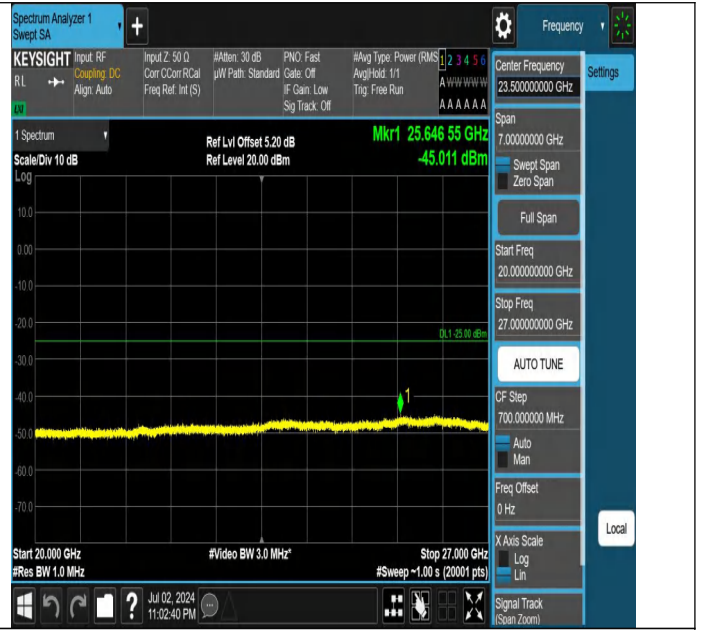 Spectrum Analyzer 1
Swept SA
+
Frequency
KEYSIGHT
RL
LXI
Input: RF
Coupling: DC
Align: Auto
Input Z: 50 Ω
Corr CCorr RCal
Freq Ref: Int (S)
#Atten: 30 dB
µW Path: Standard
PNO: Fast
Gate: Off
IF Gain: Low
Sig Track: Off
#Avg Type: Power (RMS
Avg|Hold: 1/1
Trig: Free Run
1 2 3 4 5 6
A W W W W W
A A A A A A
1 Spectrum
Scale/Div 10 dB
Log
Ref Lvl Offset 5.20 dB
Ref Level 20.00 dBm
Mkr1 25.646 55 GHz
-45.011 dBm
10.0
0.00
-10.0
-20.0
DL1 -25.00 dBm
-30.0
-40.0
1
-50.0
-60.0
-70.0
Start 20.000 GHz
#Res BW 1.0 MHz
#Video BW 3.0 MHz*
Stop 27.000 GHz
#Sweep ~1.00 s (20001 pts)
Center Frequency
23.500000000 GHz
Settings
Span
7.00000000 GHz
Swept Span
Zero Span
Full Span
Start Freq
20.000000000 GHz
Stop Freq
27.000000000 GHz
AUTO TUNE
CF Step
700.000000 MHz
Auto
Man
Freq Offset
0 Hz
X Axis Scale
Log
Lin
Signal Track
(Span Zoom)
Local
?
Jul 02, 2024
11:02:40 PM